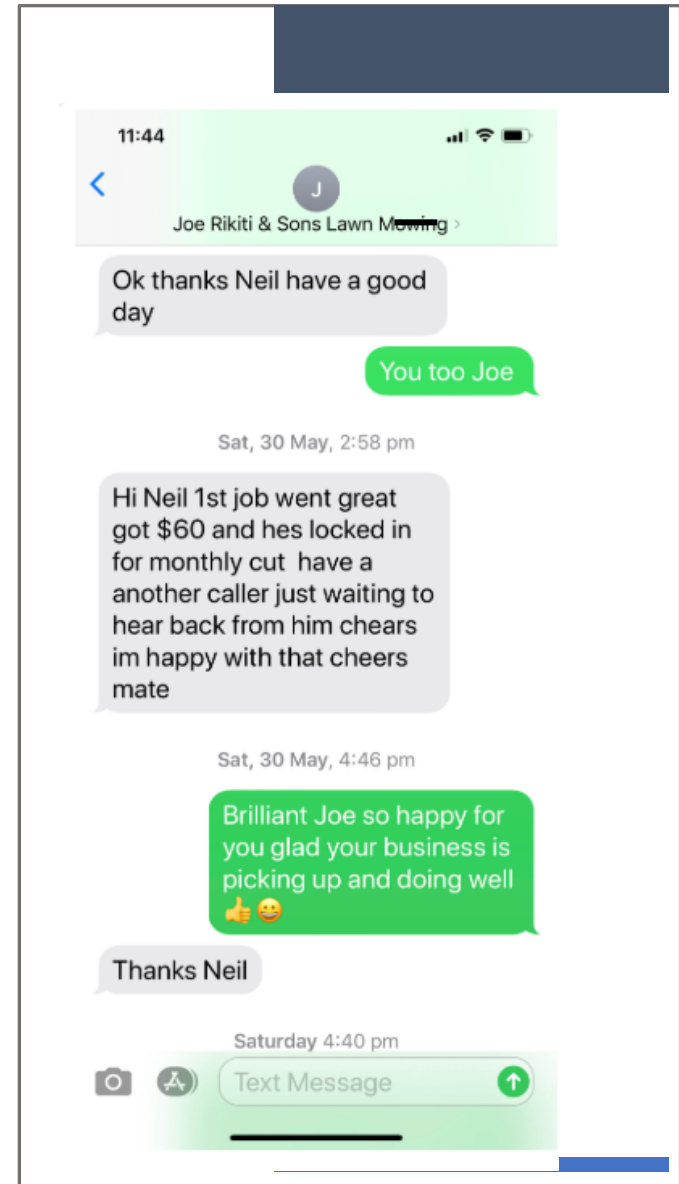 11:44
J
Joe Rikiti & Sons Lawn Mowing >
Ok thanks Neil have a good
day
You too Joe
Sat, 30 May, 2:58 pm
Hi Neil 1st job went great
got $60 and hes locked in
for monthly cut  have a
another caller just waiting to
hear back from him chears
im happy with that cheers
mate
Sat, 30 May, 4:46 pm
Brilliant Joe so happy for
you glad your business is
picking up and doing well
👍😀
Thanks Neil
Saturday 4:40 pm
Text Message